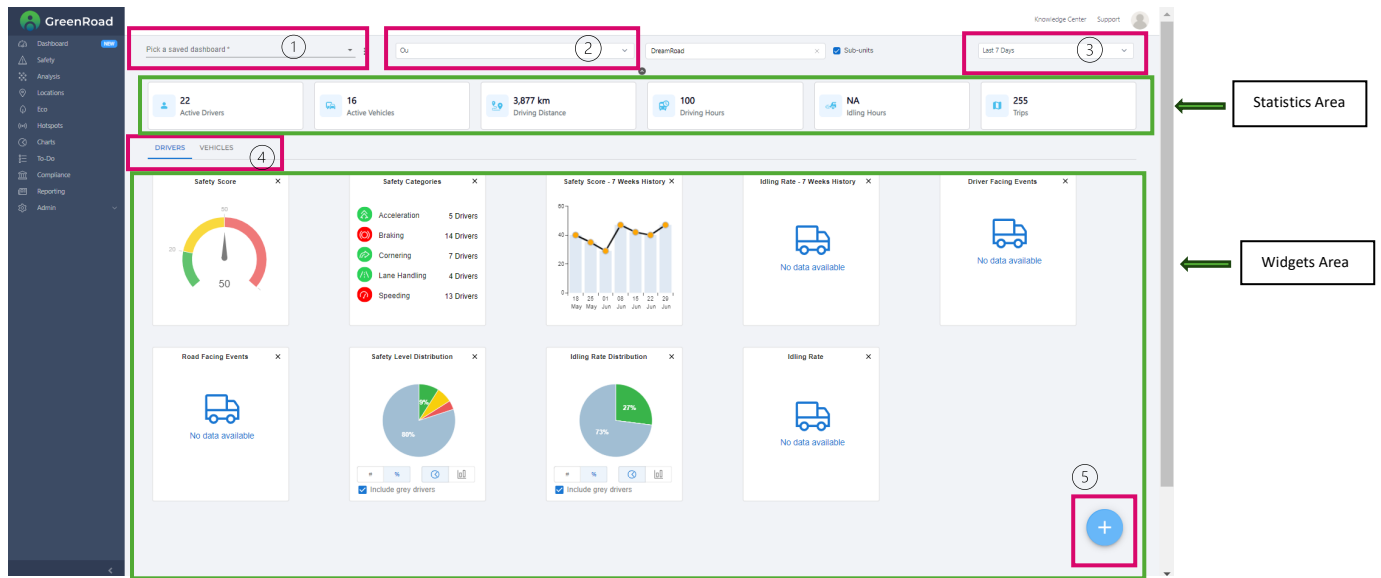 GreenRoad
Knowledge Center Support
Dashboard NEW
Safety
Analysis
Locations
Eco
Hotspots
Charts
To-Do
Compliance
Reporting
Admin
Pick a saved dashboard * 1
Ou 2
DreamRoad ×
Sub-units
Last 7 Days 3
22
Active Drivers
16
Active Vehicles
3,877 km
Driving Distance
100
Driving Hours
NA
Idling Hours
255
Trips
Statistics Area
DRIVERS VEHICLES 4
Safety Score ×
20
50
Safety Categories ×
Acceleration 5 Drivers
Braking 14 Drivers
Cornering 7 Drivers
Lane Handling 4 Drivers
Speeding 13 Drivers
Safety Score - 7 Weeks History ×
60
40
20
0
18 25 01 08 15 22 29
May May Jun Jun Jun Jun Jun
Idling Rate - 7 Weeks History ×
No data available
Driver Facing Events ×
No data available
Widgets Area
Road Facing Events ×
No data available
Safety Level Distribution ×
9%
80%
# %
Include grey drivers
Idling Rate Distribution ×
27%
73%
# %
Include grey drivers
Idling Rate ×
No data available
5
+